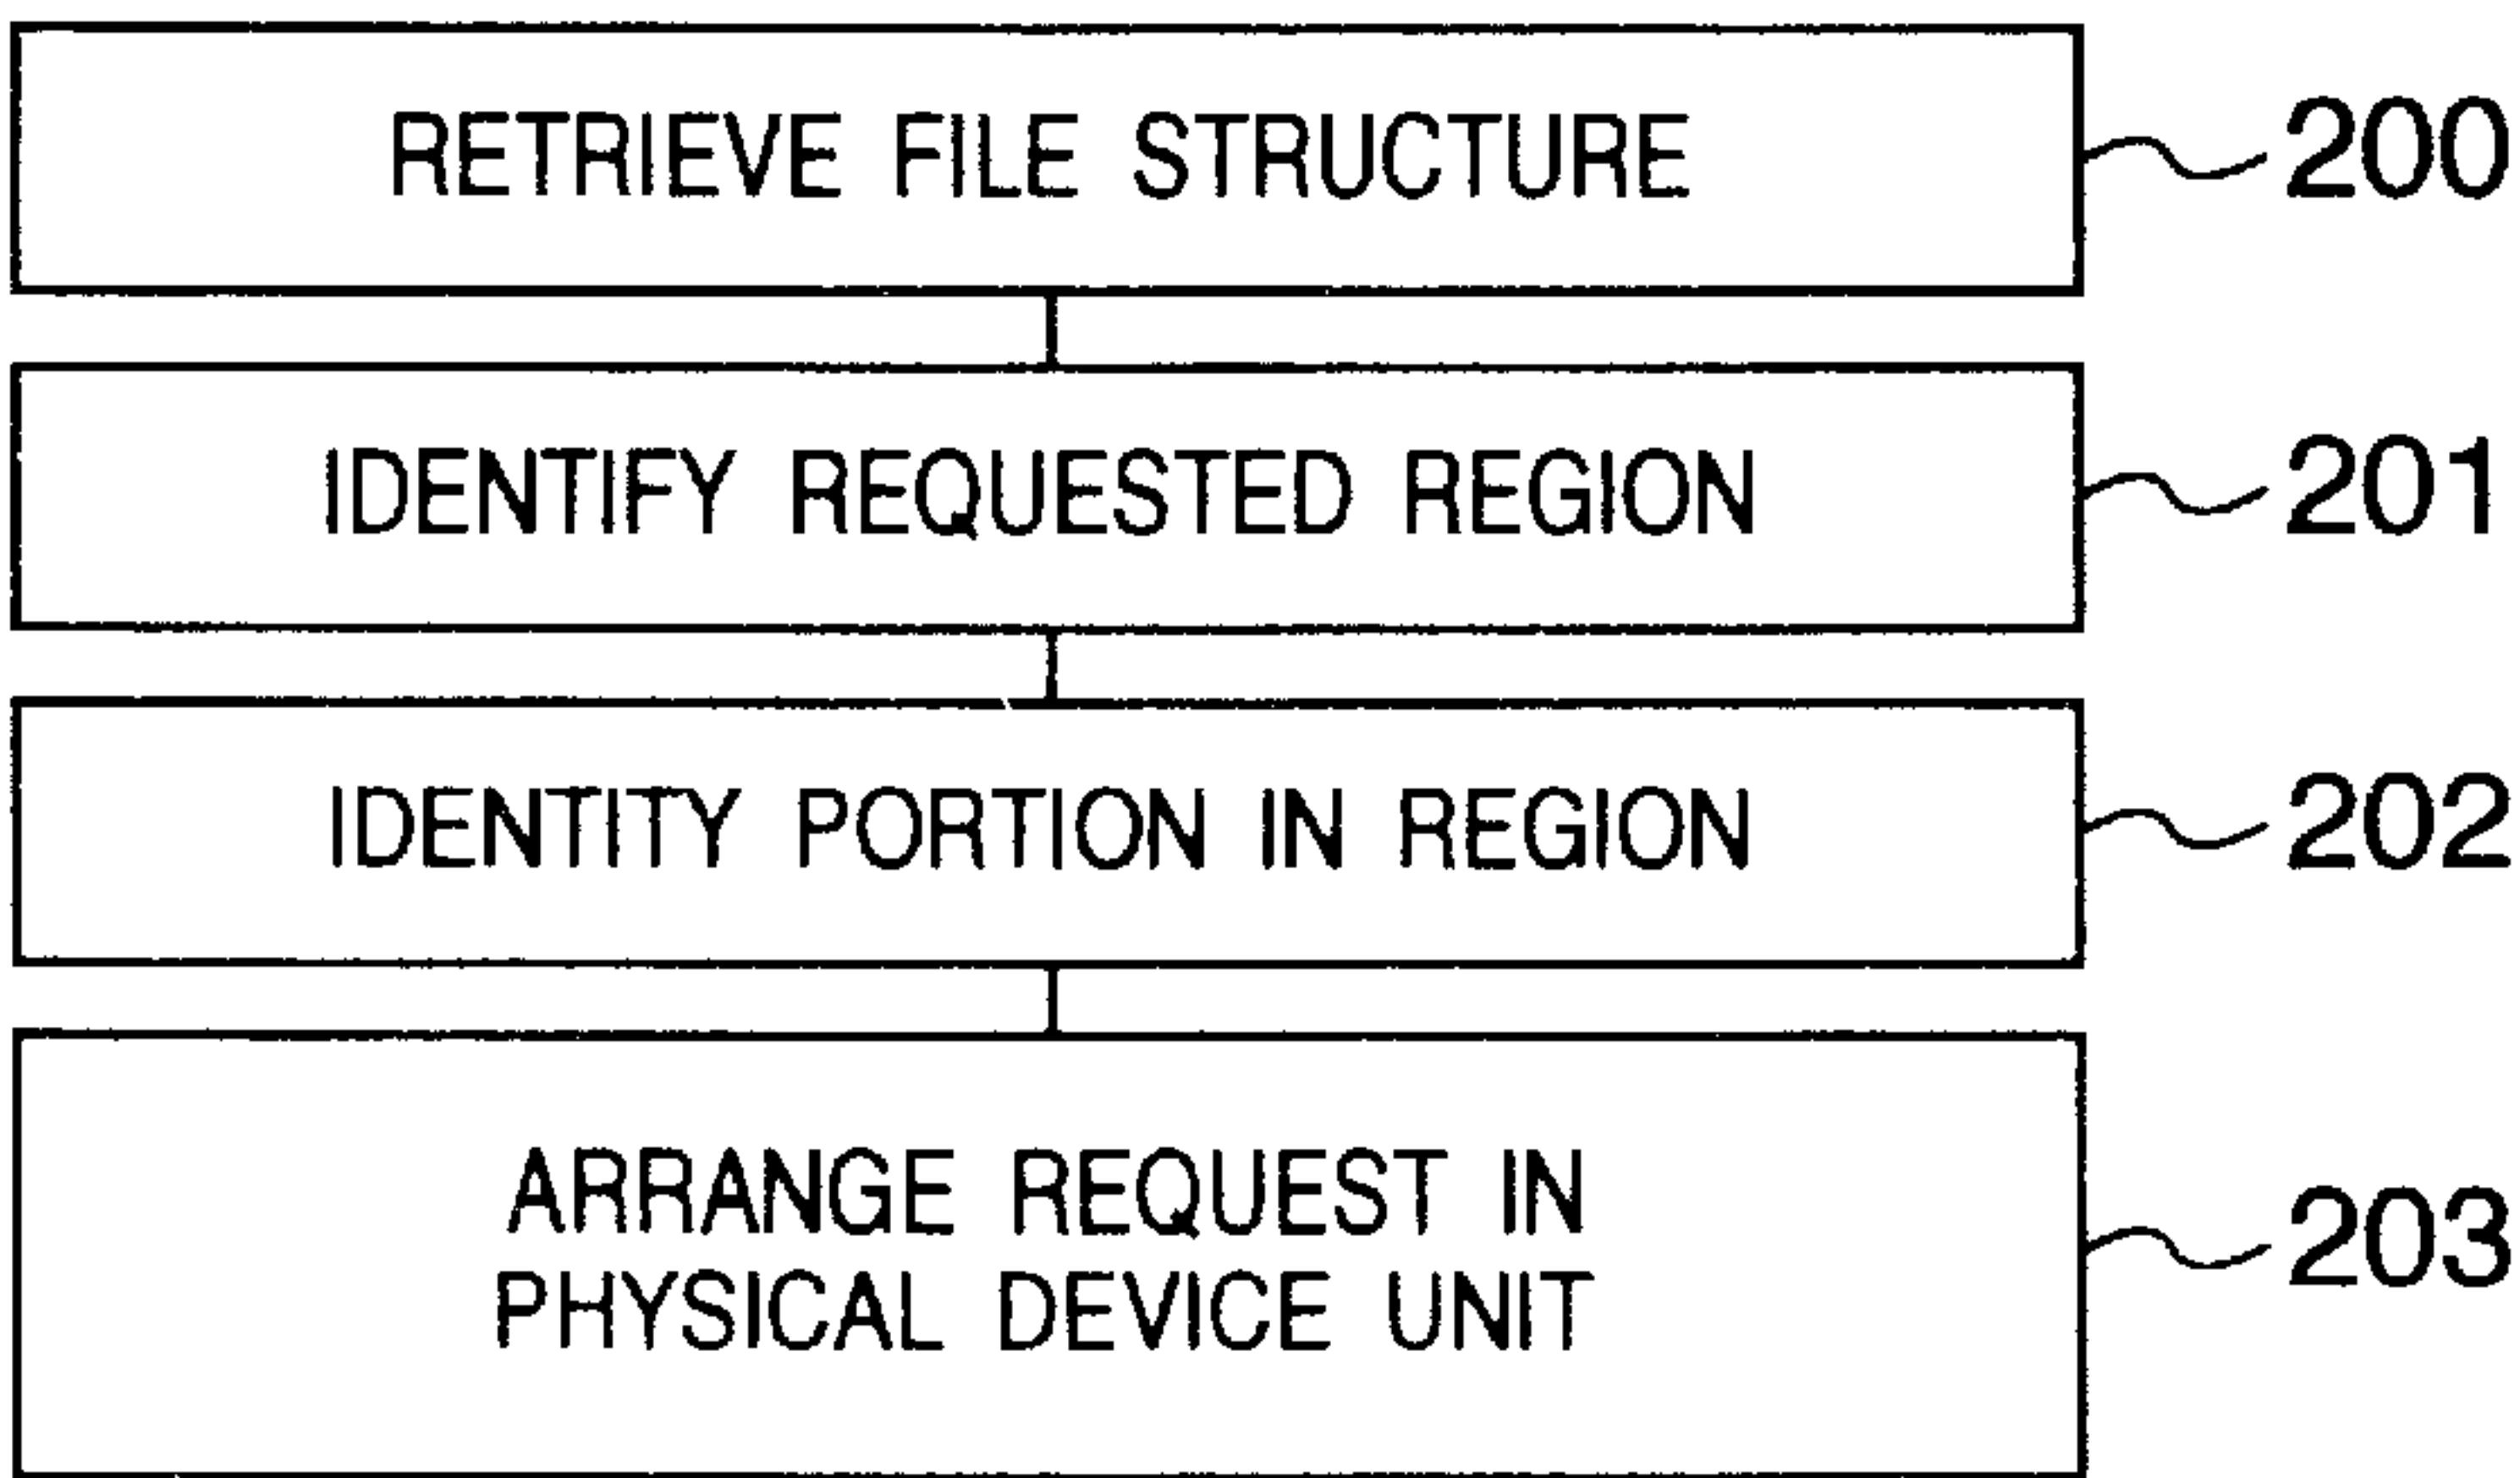 RETRIEVE FILE STRUCTURE 200
IDENTIFY REQUESTED REGION 201
IDENTITY PORTION IN REGION 202
ARRANGE REQUEST IN
PHYSICAL DEVICE UNIT 203